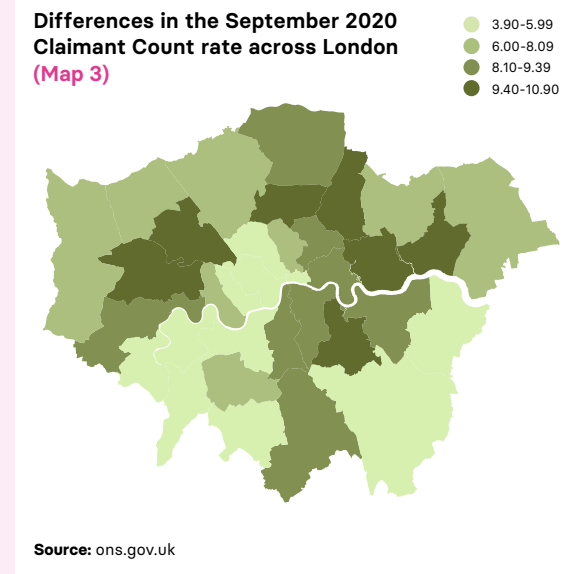 Differences in the September 2020
Claimant Count rate across London
(Map 3)
3.90-5.99
6.00-8.09
8.10-9.39
9.40-10.90
Source: ons.gov.uk